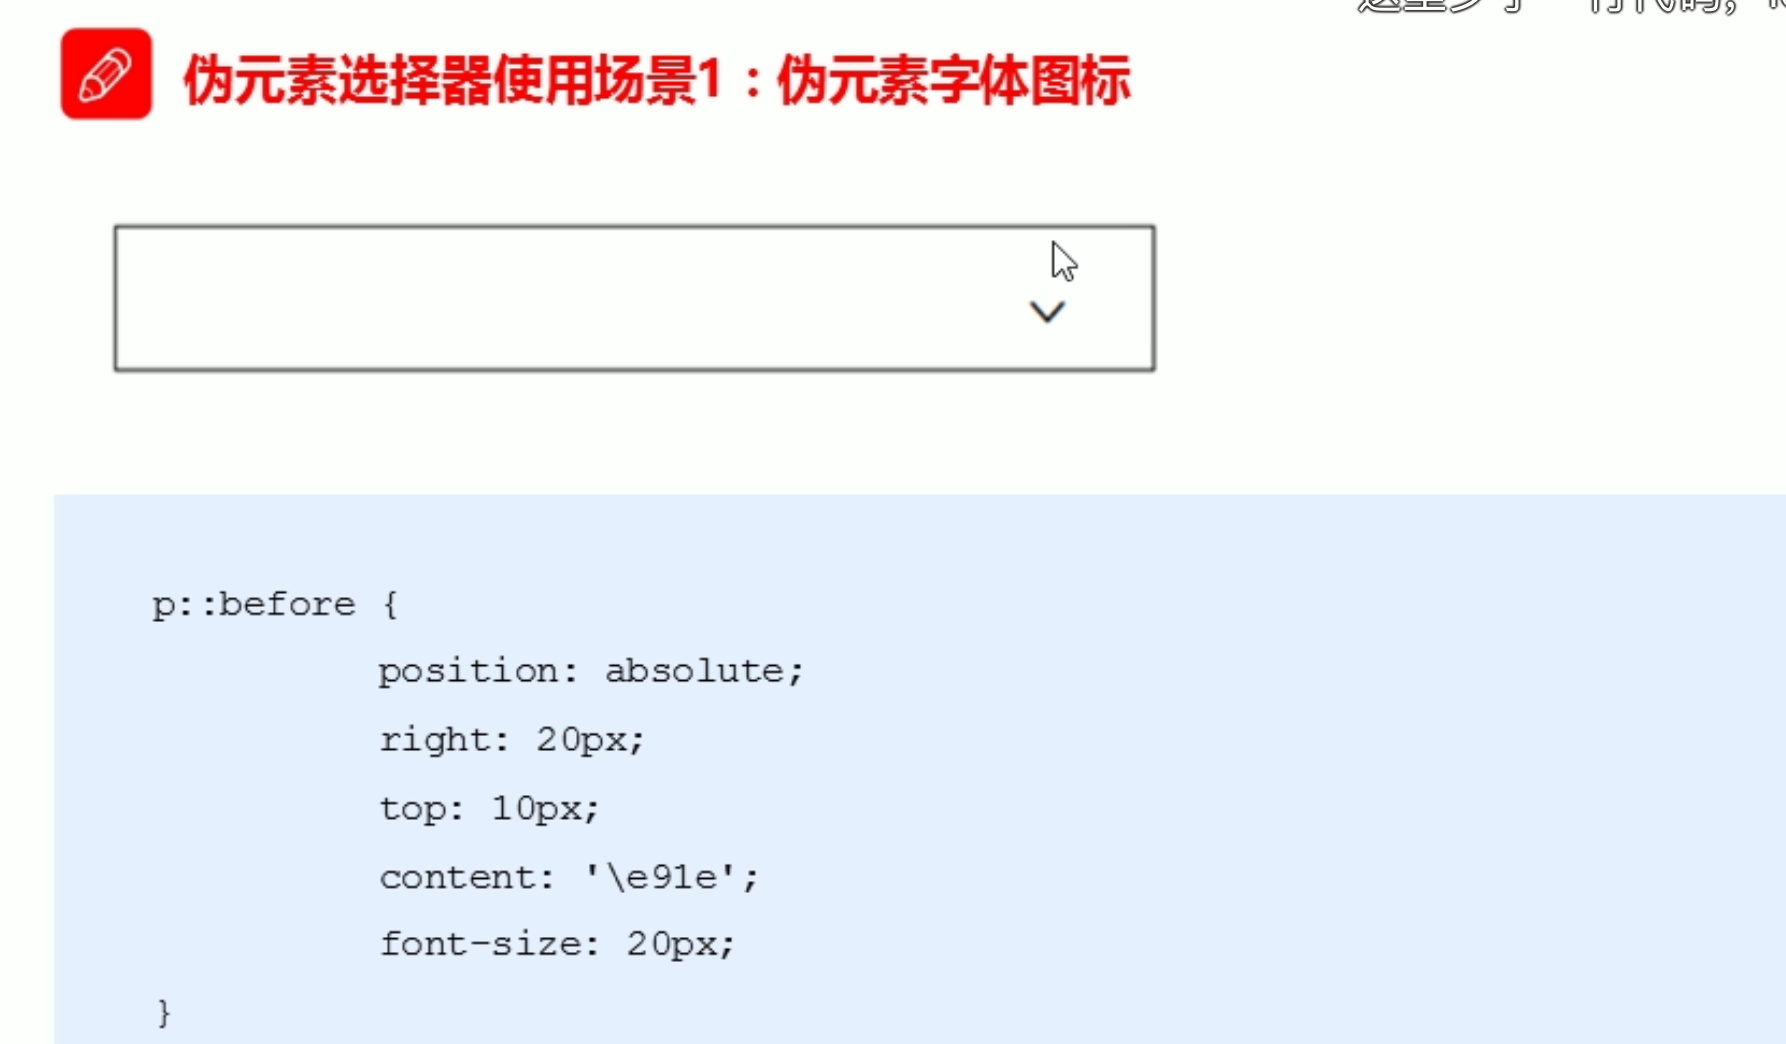 伪元素选择器使用场景1：伪元素字体图标
p::before {
position: absolute;
right: 20px;
top: 10px;
content: '\e91e';
font-size: 20px;
}